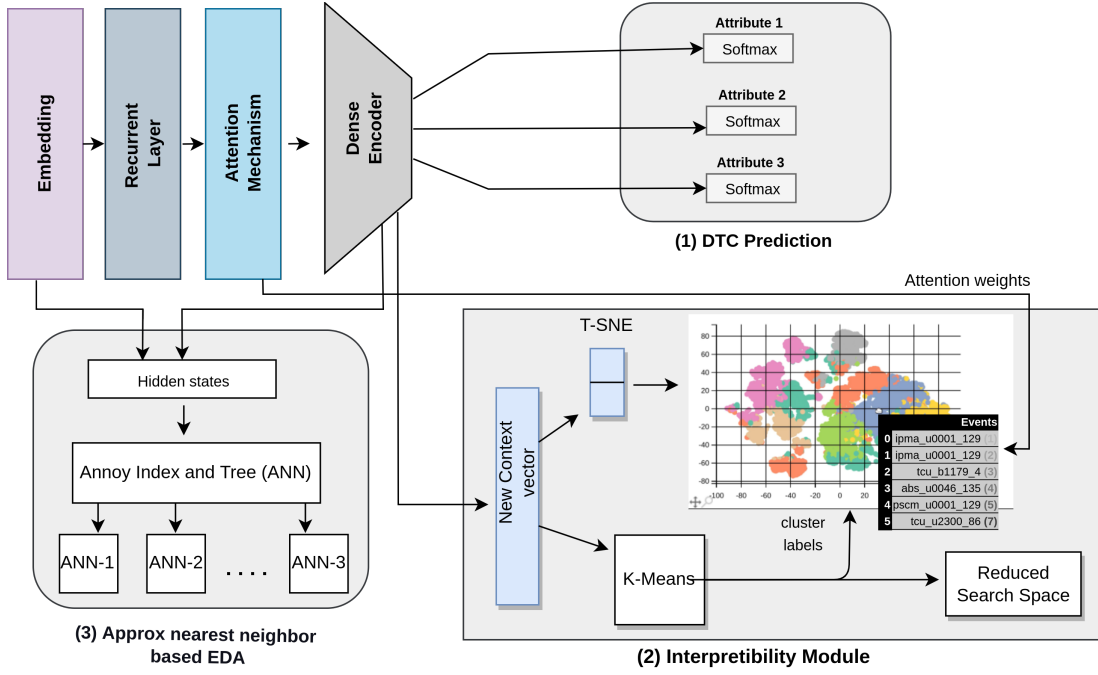 Embedding
Recurrent
Layer
Attention
Mechanism
Dense
Encoder
Attribute 1
Softmax
Attribute 2
Softmax
Attribute 3
Softmax
(1) DTC Prediction
Attention weights
Hidden states
Annoy Index and Tree (ANN)
ANN-1
ANN-2
. . . .
ANN-3
(3) Approx nearest neighbor
based EDA
New Context
vector
T-SNE
80
60
40
20
0
-20
-40
-60
-80
-100
-80
-60
-40
-20
0
20
Events
0 ipma_u0001_129 (1)
1 ipma_u0001_129 (2)
2 tcu_b1179_4 (3)
3 abs_u0046_135 (4)
4 pscm_u0001_129 (5)
5 tcu_u2300_86 (7)
cluster
labels
K-Means
Reduced
Search Space
(2) Interpretibility Module